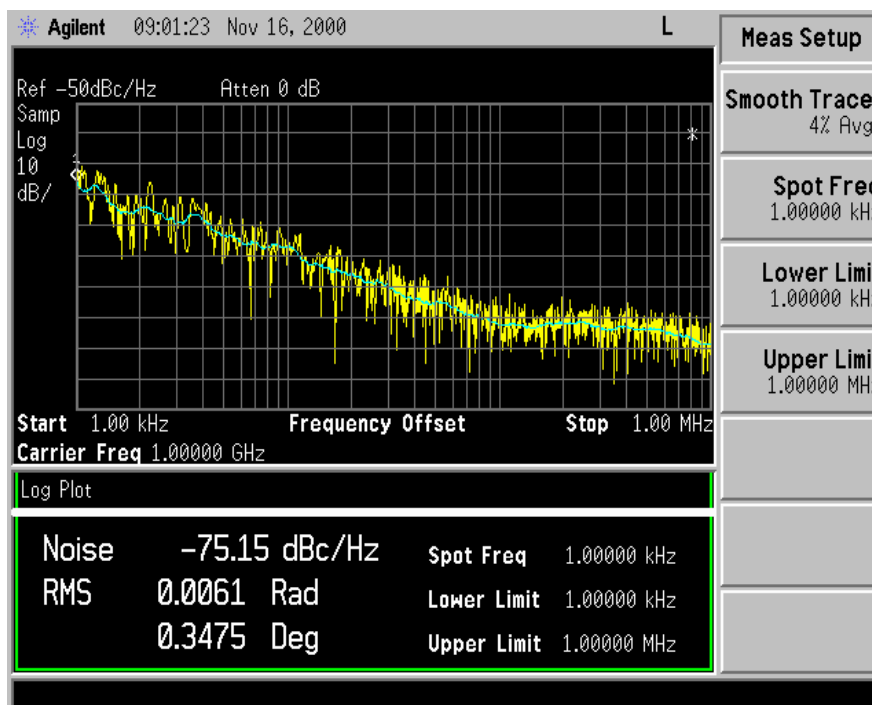 Agilent 09:01:23 Nov 16, 2000 L
Meas Setup
Ref -50dBc/Hz Atten 0 dB
Samp
Log
10
dB/
1
Smooth Trace
4% Avg
Spot Freq
1.00000 kHz
Lower Limi
1.00000 kHz
Upper Limi
1.00000 MHz
Start 1.00 kHz Frequency Offset Stop 1.00 MHz
Carrier Freq 1.00000 GHz
Log Plot
Noise -75.15 dBc/Hz Spot Freq 1.00000 kHz
RMS 0.0061 Rad Lower Limit 1.00000 kHz
0.3475 Deg Upper Limit 1.00000 MHz